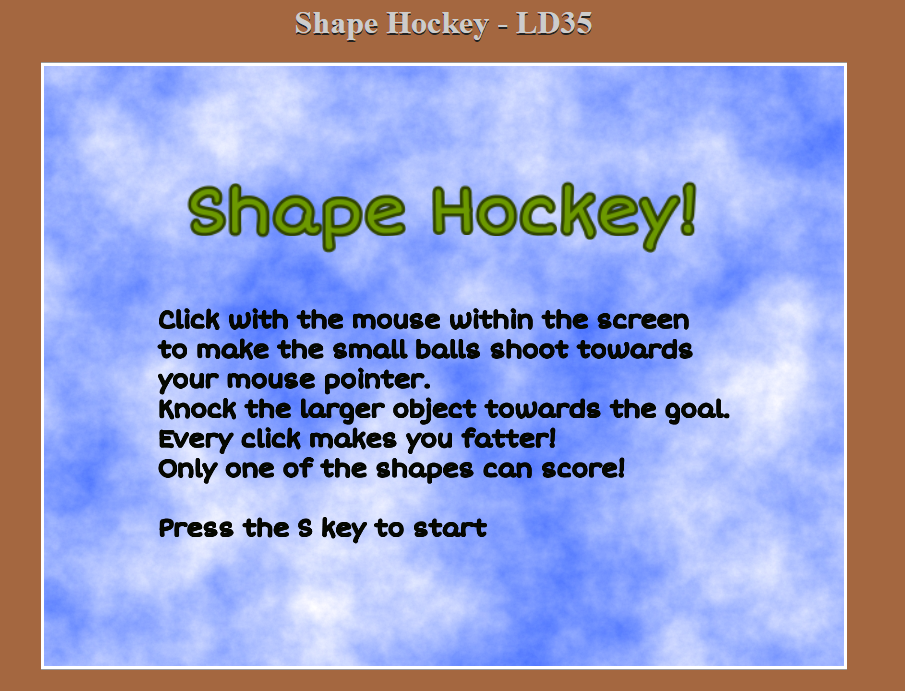 Shape Hockey - LD35
Shape Hockey!
Click with the mouse within the screen
to make the small balls shoot towards
your mouse pointer.
Knock the larger object towards the goal.
Every click makes you fatter!
Only one of the shapes can score!
Press the S key to start